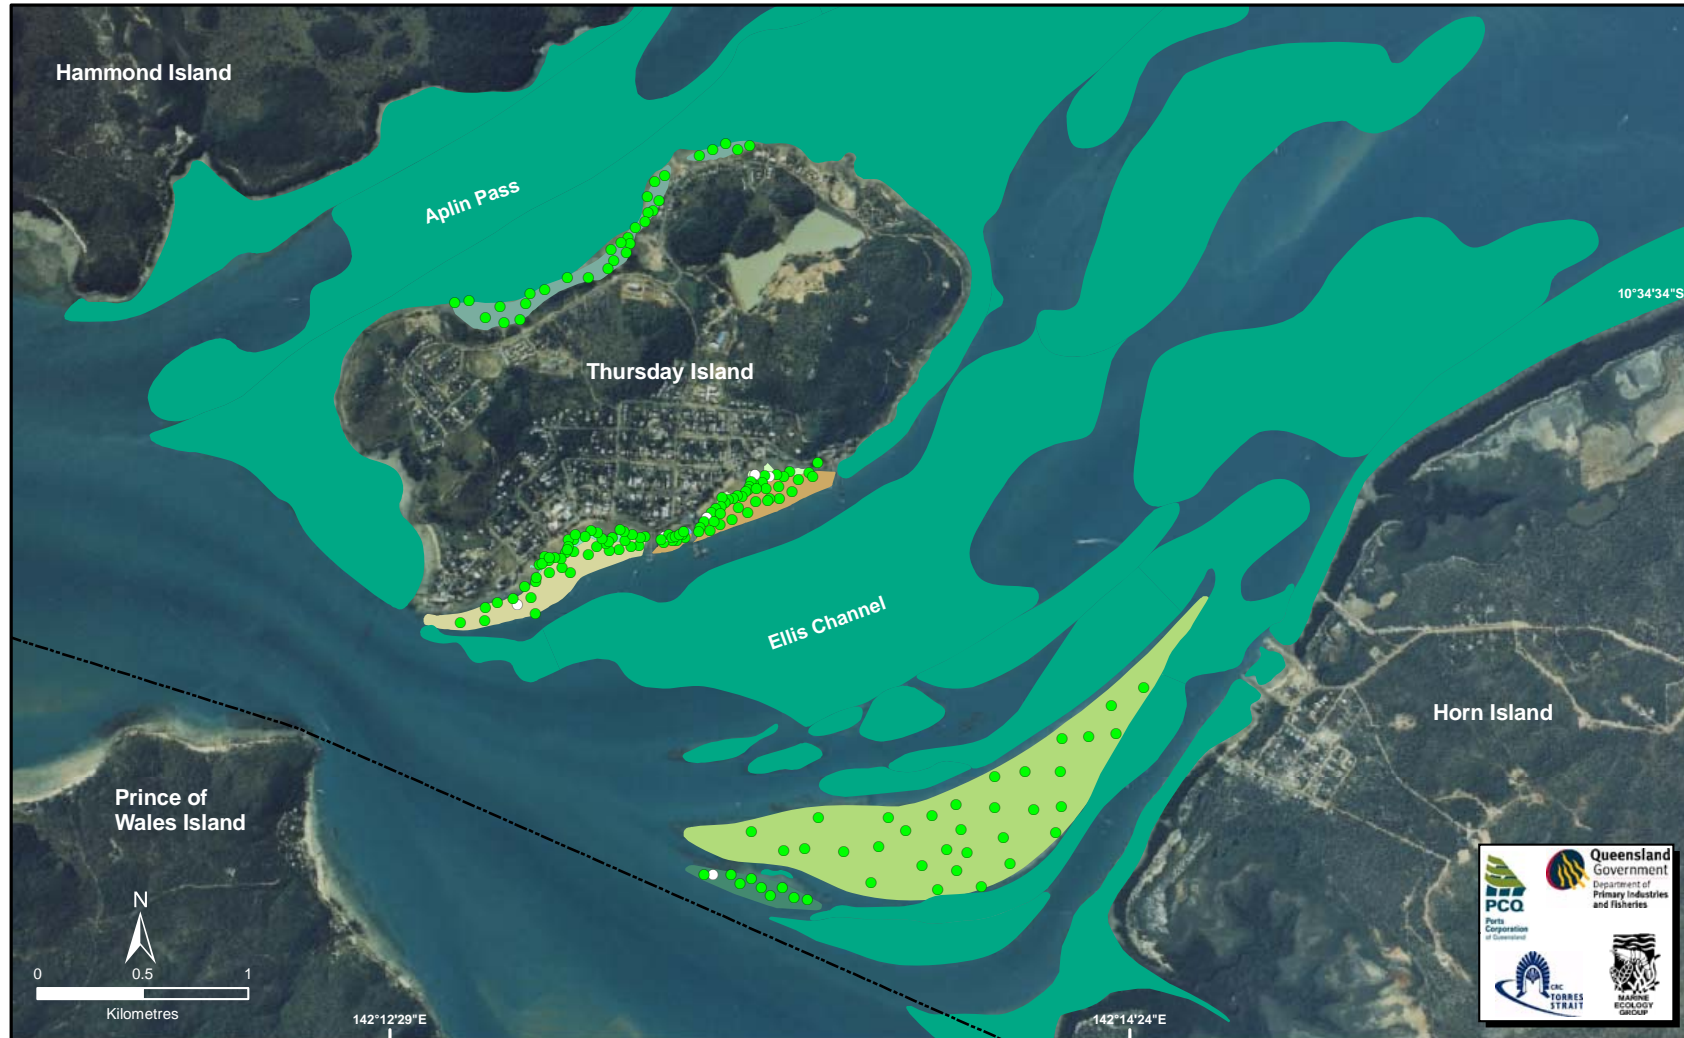 Hammond Island
Aplin Pass
10°34'34"S
Thursday Island
Ellis Channel
Horn Island
Prince of
Wales Island
N
0 0.5 1
Kilometres
142°12'29"E
142°14'24"E
PCQ
Ports
Corporation
of Queensland
Queensland
Government
Department of
Primary Industries
and Fisheries
CRC
TORRES
STRAIT
MARINE
ECOLOGY
GROUP